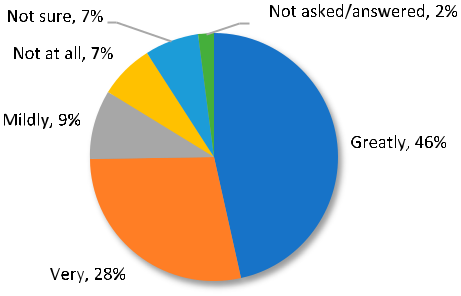 Not sure, 7%
Not asked/answered, 2%
Not at all, 7%
Mildly, 9%
Greatly, 46%
Very, 28%